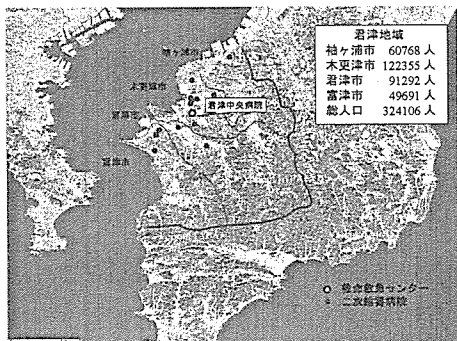 君津地域
袖ヶ浦市 60768 人
木更津市 122355 人
君津市 91292 人
富津市 49691 人
総人口 324106 人
袖ヶ浦市
木更津市
君津中央病院
君津市
富津市
救命救急センター
二次輪番病院